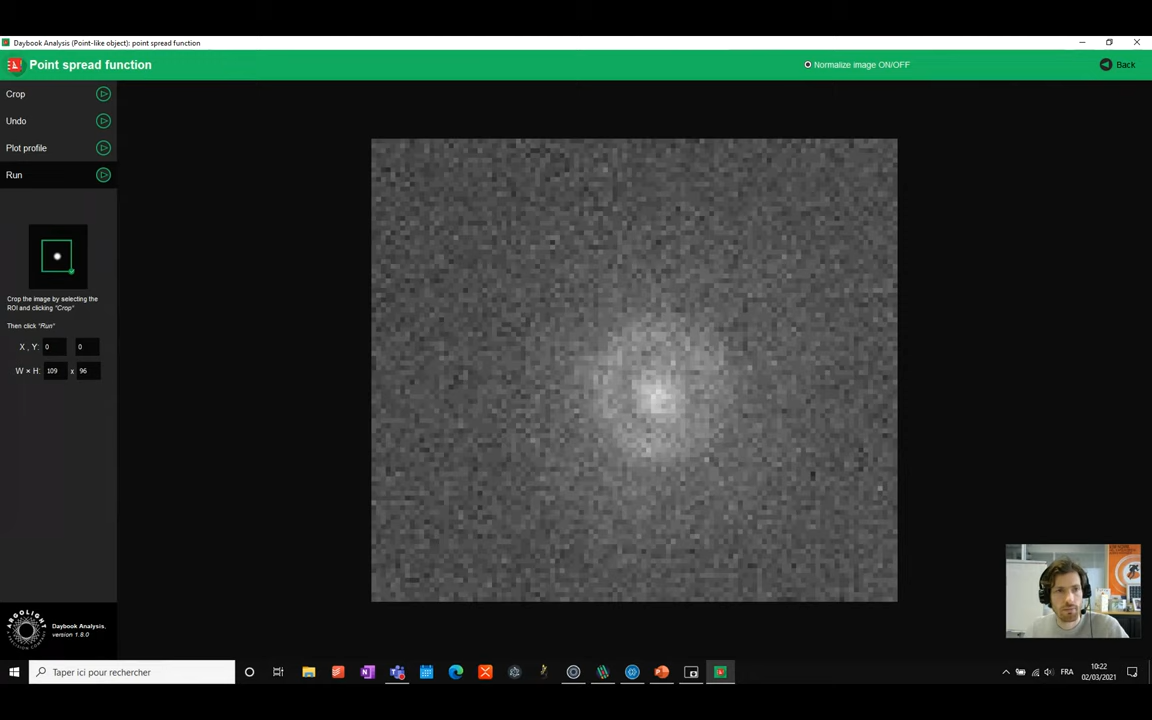 Daybook Analysis (Point-like object): point spread function
Point spread function
Normalize image ON/OFF
Back
Crop
Undo
Plot profile
Run
Crop the image by selecting the
ROI and clicking "Crop"
Then click "Run"
X , Y: 0 0
W × H: 109 x 96
ARGOLIGHT
Daybook Analysis,
version 1.8.0
Taper ici pour rechercher
FRA
10:22
02/03/2021